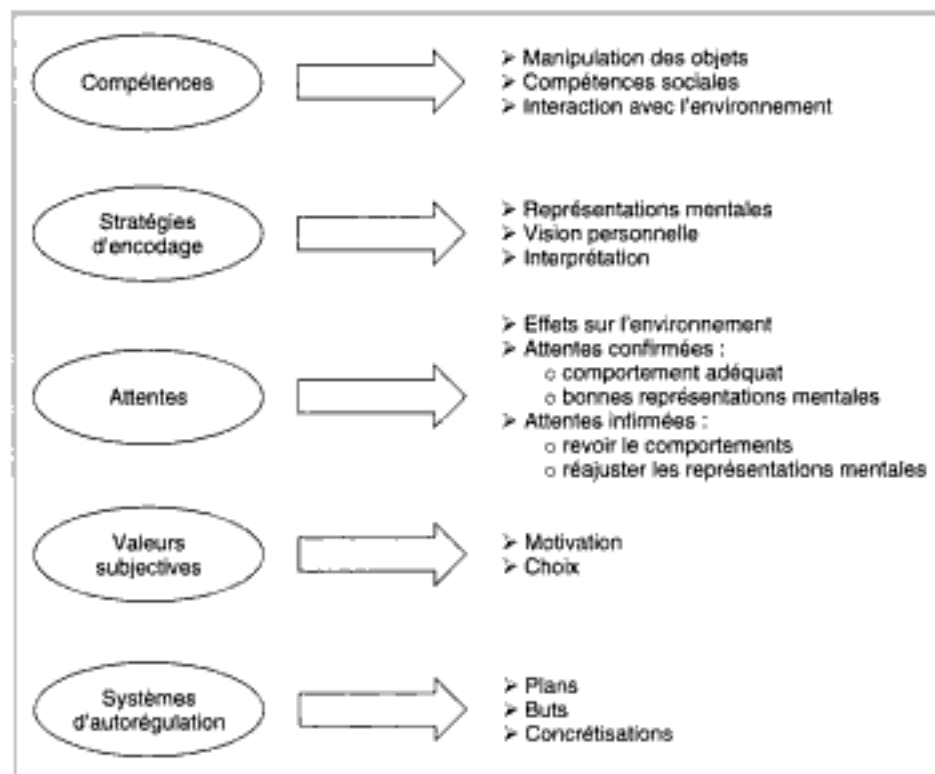 Compétences
➢ Manipulation des objets
➢ Compétences sociales
➢ Interaction avec l'environnement
Stratégies
d'encodage
➢ Représentations mentales
➢ Vision personnelle
➢ Interprétation
Attentes
➢ Effets sur l'environnement
➢ Attentes confirmées :
o comportement adéquat
o bonnes représentations mentales
➢ Attentes infirmées :
o revoir le comportements
o réajuster les représentations mentales
Valeurs
subjectives
➢ Motivation
➢ Choix
Systèmes
d'autorégulation
➢ Plans
➢ Buts
➢ Concrétisations